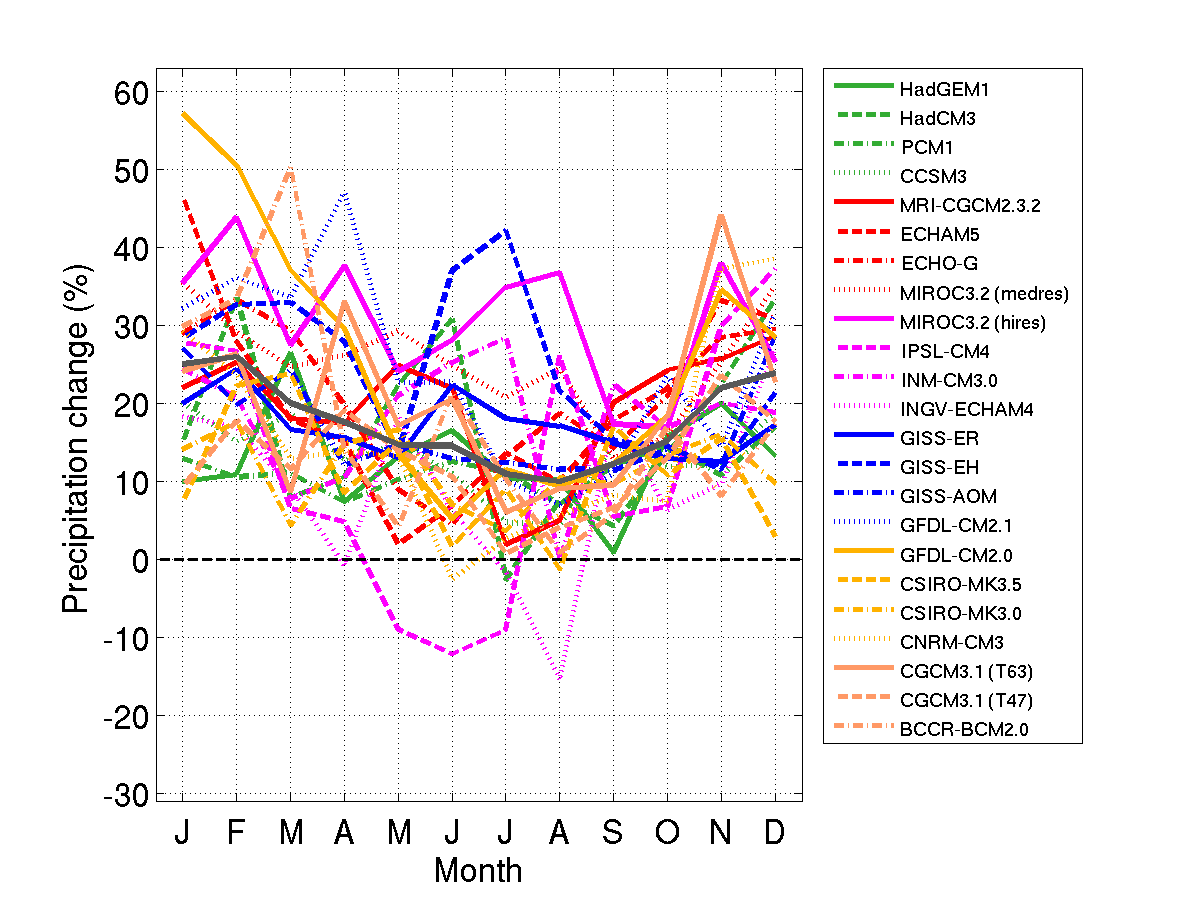 60
50
40
30
20
10
0
-10
-20
-30
Precipitation change (%)
J F M A M J J A S O N D
Month
HadGEM1
HadCM3
PCM1
CCSM3
MRI-CGCM2.3.2
ECHAM5
ECHO-G
MIROC3.2 (medres)
MIROC3.2 (hires)
IPSL-CM4
INM-CM3.0
INGV-ECHAM4
GISS-ER
GISS-EH
GISS-AOM
GFDL-CM2.1
GFDL-CM2.0
CSIRO-MK3.5
CSIRO-MK3.0
CNRM-CM3
CGCM3.1 (T63)
CGCM3.1 (T47)
BCCR-BCM2.0